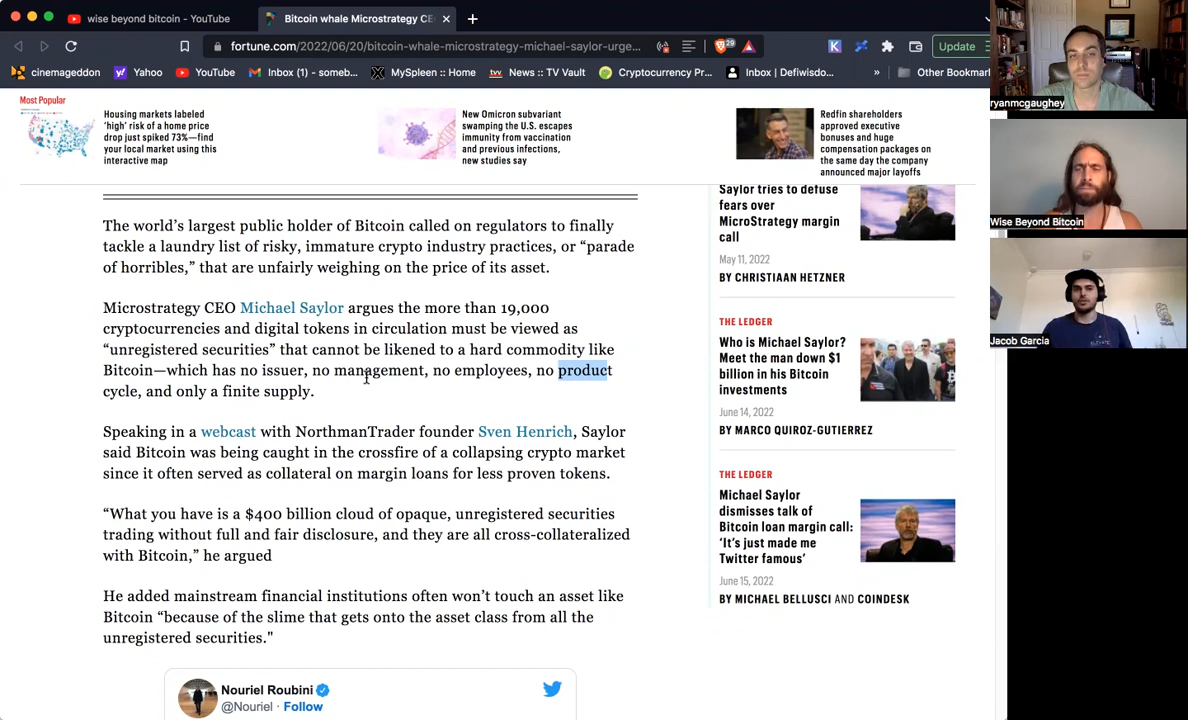 wise beyond bitcoin - YouTube
Bitcoin whale Microstrategy CE
fortune.com/2022/06/20/bitcoin-whale-microstrategy-michael-saylor-urge...
29
Update
cinemageddon
Yahoo
YouTube
Inbox (1) - someb...
MySpleen :: Home
News :: TV Vault
Cryptocurrency Pr...
Inbox | Defiwisdo...
»
Other Bookmar
Most Popular
Housing markets labeled
‘high’ risk of a home price
drop just spiked 73%—find
your local market using this
interactive map
New Omicron subvariant
swamping the U.S. escapes
immunity from vaccination
and previous infections,
new studies say
Redfin shareholders
approved executive
bonuses and huge
compensation packages on
the same day the company
announced major layoffs
The world’s largest public holder of Bitcoin called on regulators to finally
tackle a laundry list of risky, immature crypto industry practices, or “parade
of horribles,” that are unfairly weighing on the price of its asset.
Microstrategy CEO Michael Saylor argues the more than 19,000
cryptocurrencies and digital tokens in circulation must be viewed as
“unregistered securities” that cannot be likened to a hard commodity like
Bitcoin—which has no issuer, no management, no employees, no product
cycle, and only a finite supply.
Speaking in a webcast with NorthmanTrader founder Sven Henrich, Saylor
said Bitcoin was being caught in the crossfire of a collapsing crypto market
since it often served as collateral on margin loans for less proven tokens.
“What you have is a $400 billion cloud of opaque, unregistered securities
trading without full and fair disclosure, and they are all cross-collateralized
with Bitcoin,” he argued
He added mainstream financial institutions often won’t touch an asset like
Bitcoin “because of the slime that gets onto the asset class from all the
unregistered securities."
Nouriel Roubini
@Nouriel · Follow
Saylor tries to defuse
fears over
MicroStrategy margin
call
May 11, 2022
BY CHRISTIAAN HETZNER
THE LEDGER
Who is Michael Saylor?
Meet the man down $1
billion in his Bitcoin
investments
June 14, 2022
BY MARCO QUIROZ-GUTIERREZ
THE LEDGER
Michael Saylor
dismisses talk of
Bitcoin loan margin call:
‘It’s just made me
Twitter famous’
June 15, 2022
BY MICHAEL BELLUSCI AND COINDESK
ryanmcgaughey
Wise Beyond Bitcoin
Jacob Garcia
ELEVATE